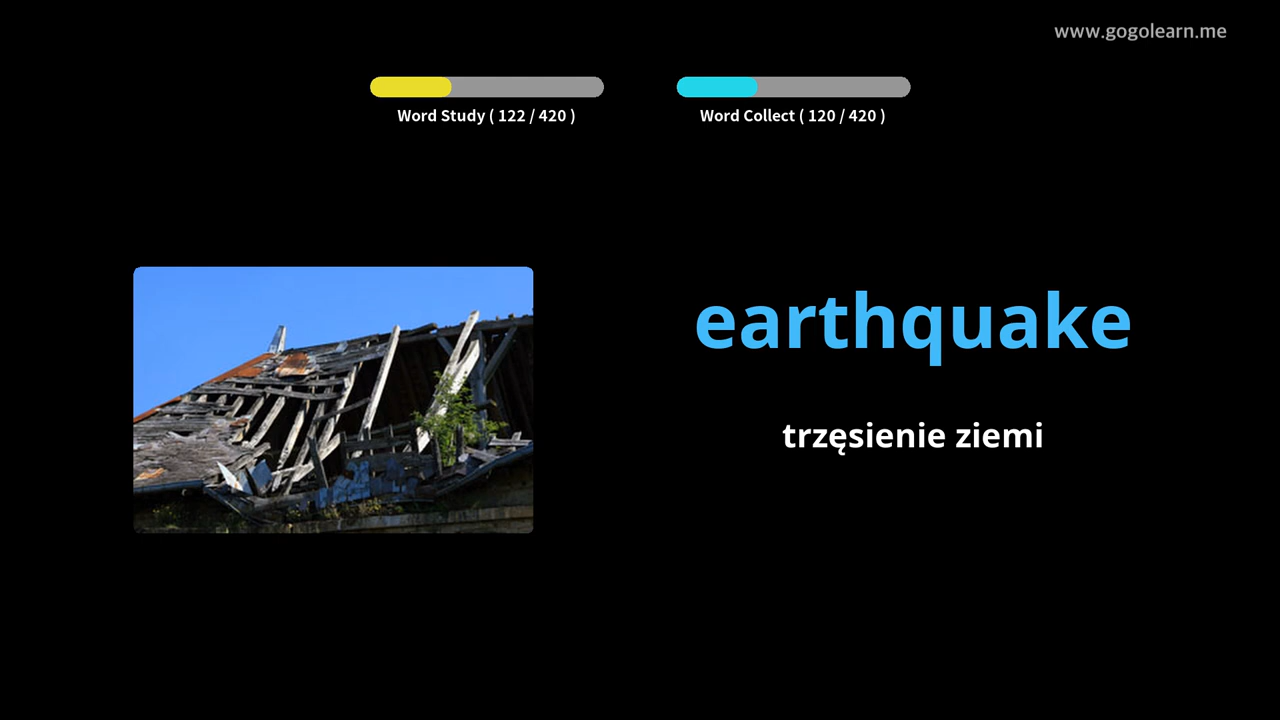 www.gogolearn.me
Word Study ( 122 / 420 )
Word Collect ( 120 / 420 )
earthquake
trzęsienie ziemi